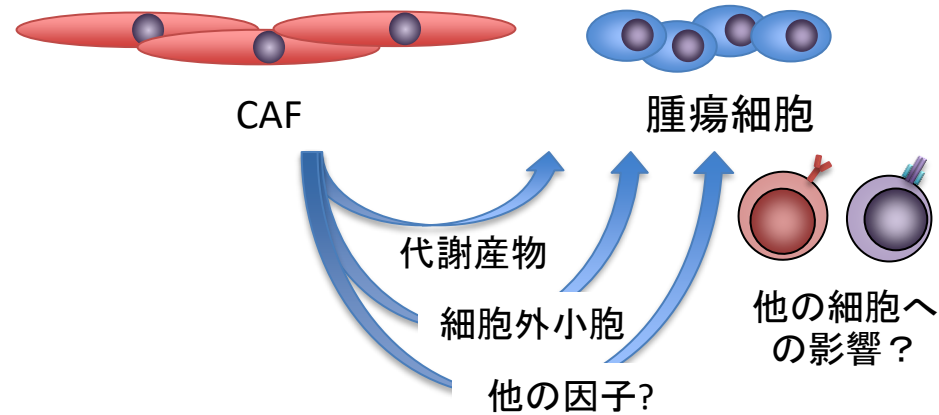 CAF
腫瘍細胞
代謝産物
細胞外小胞
他の因子?
他の細胞へ
の影響？